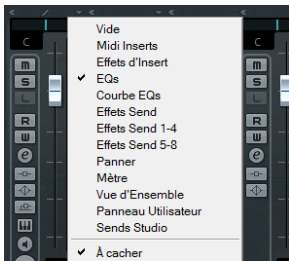 C
C
m
S
L
R
W
e
Vide
Midi Inserts
Effets d'Insert
EQs
Courbe EQs
Effets Send
Effets Send 1-4
Effets Send 5-8
Panner
Mètre
Vue d'Ensemble
Panneau Utilisateur
Sends Studio
À cacher
m
S
L
R
W
e